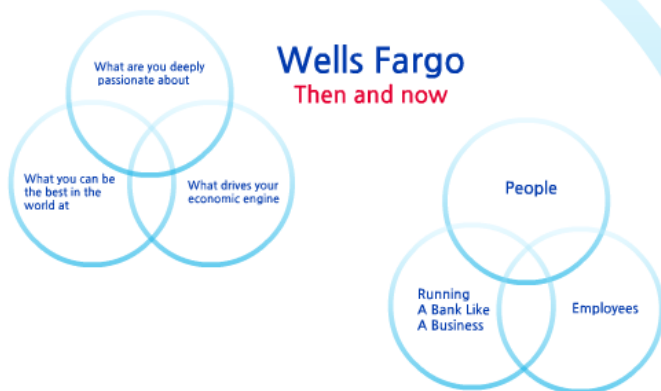 Wells Fargo
Then and now
What are you deeply
passionate about
What you can be
the best in the
world at
What drives your
economic engine
People
Running
A Bank Like
A Business
Employees